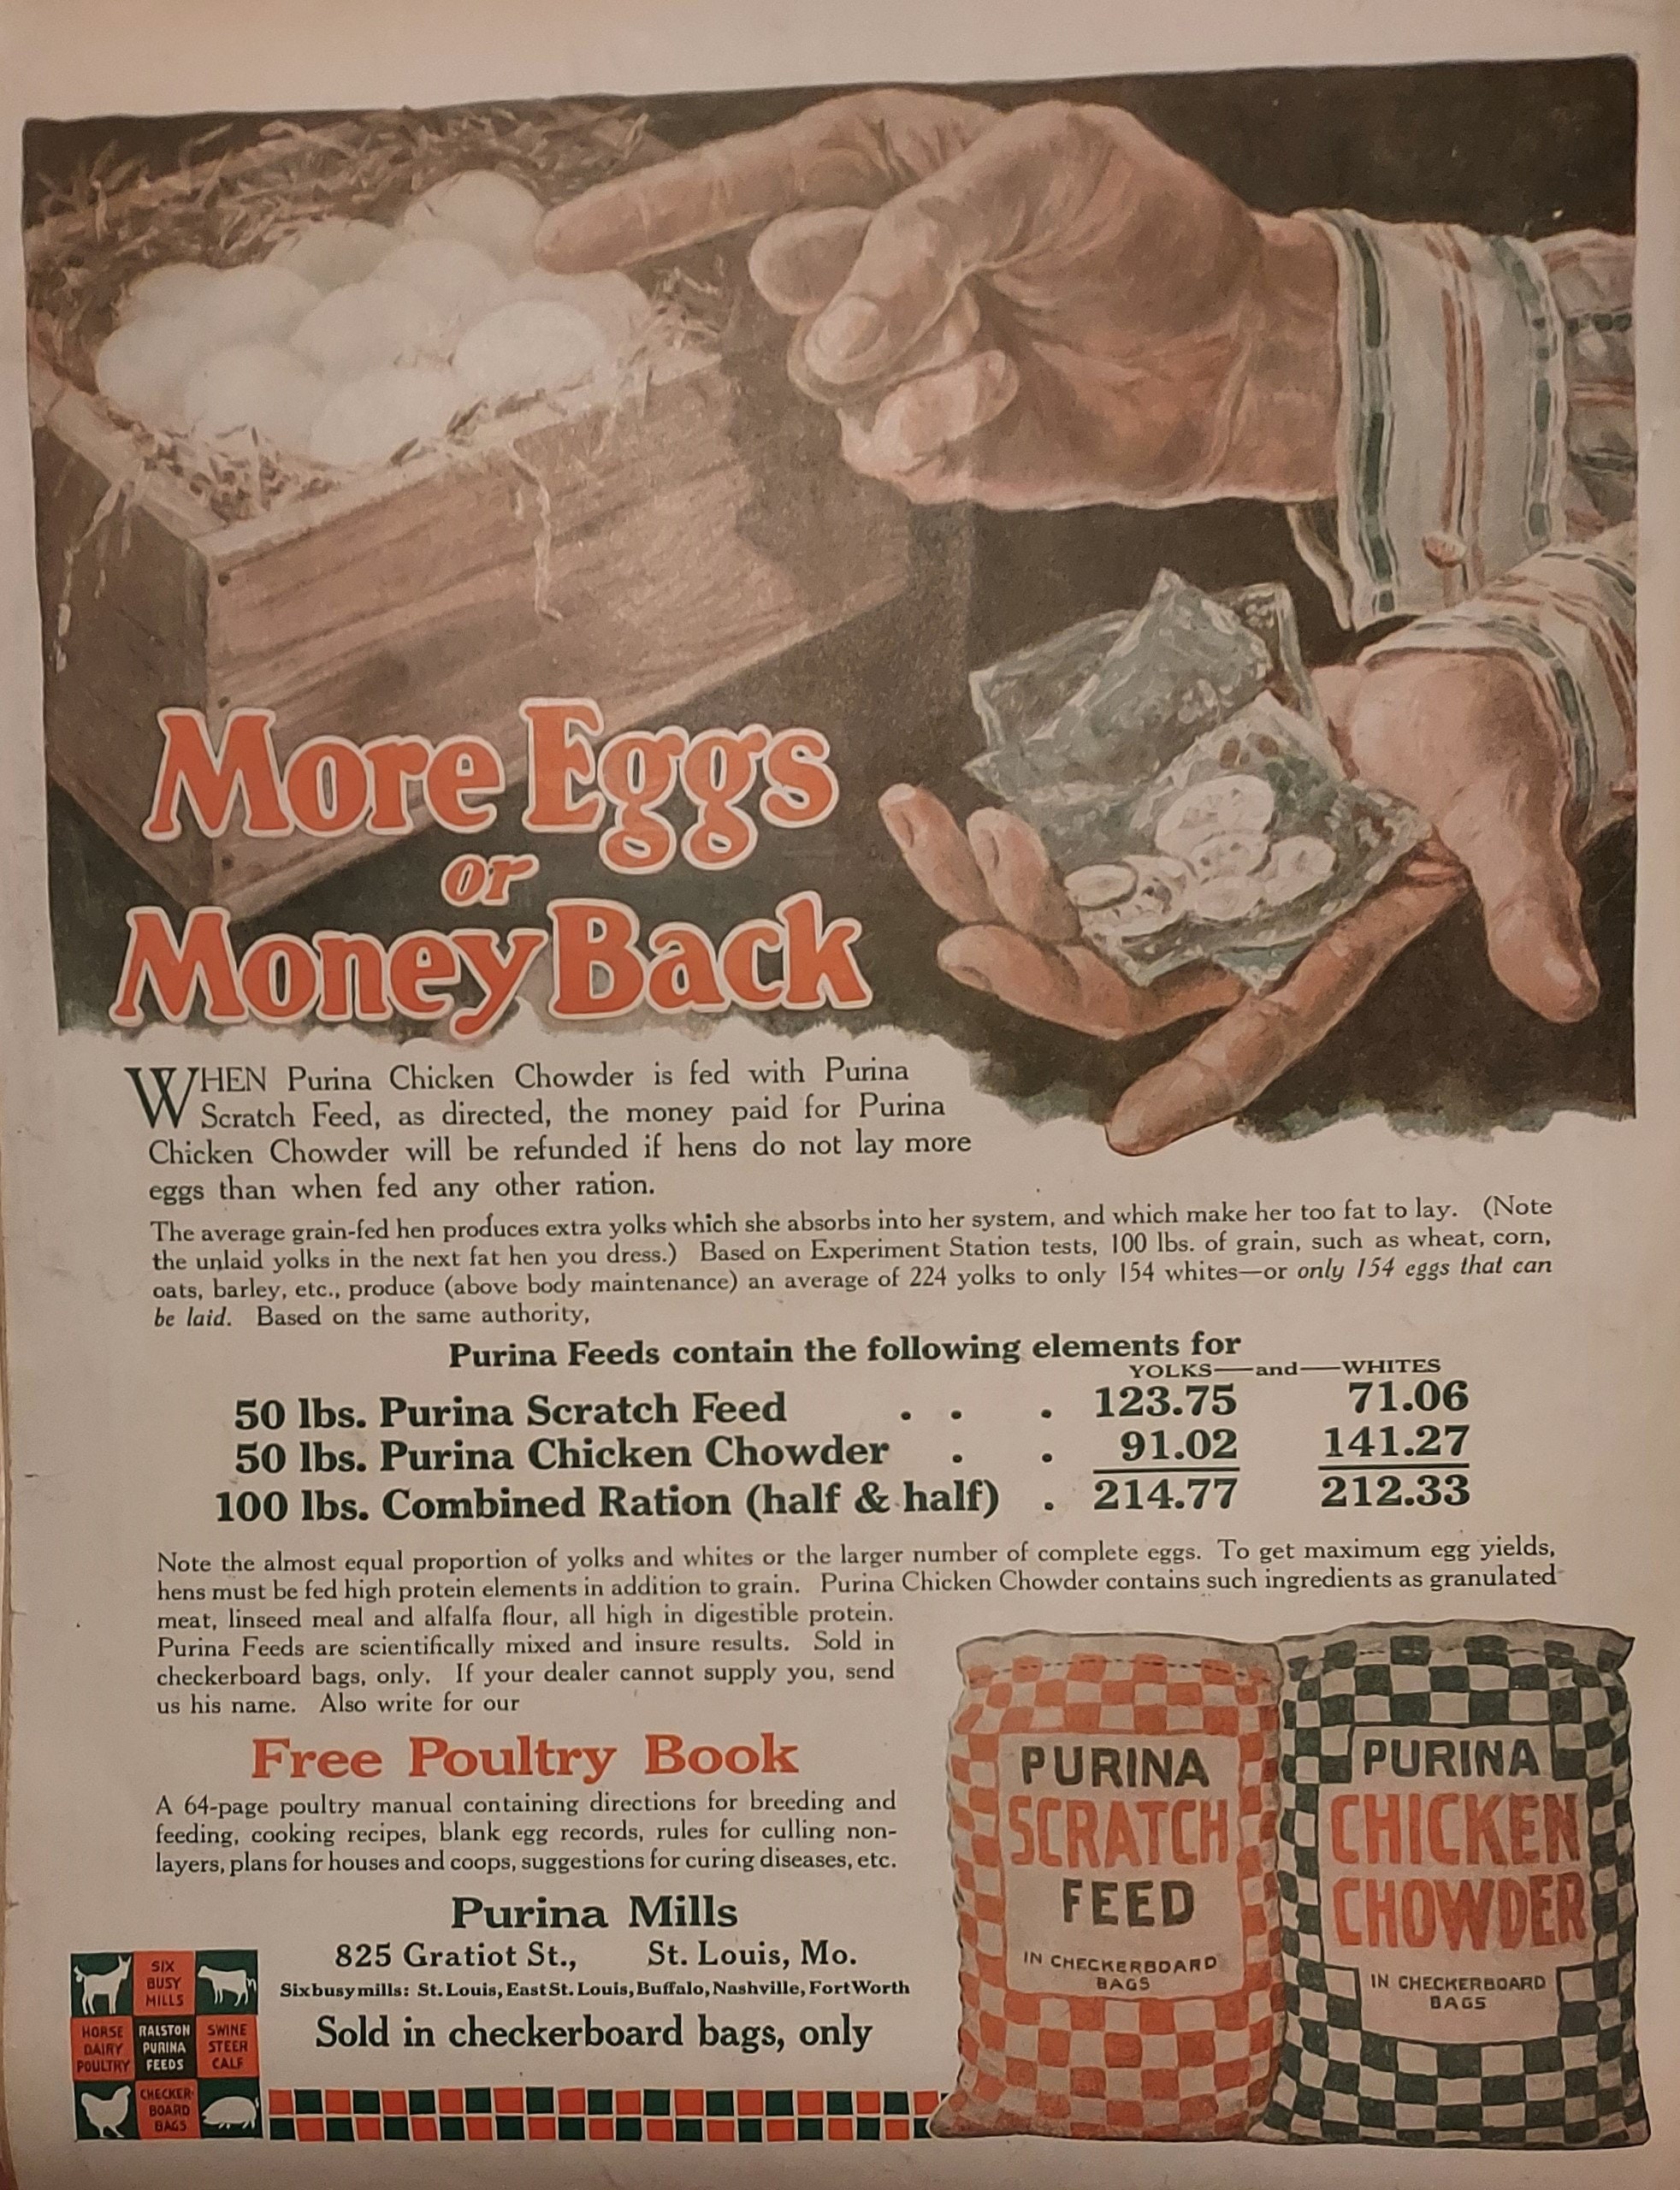 More Eggs
or
Money Back
WHEN Purina Chicken Chowder is fed with Purina
Scratch Feed, as directed, the money paid for Purina
Chicken Chowder will be refunded if hens do not lay more
eggs than when fed any other ration.
The average grain-fed hen produces extra yolks which she absorbs into her system, and which make her too fat to lay. (Note
the unlaid yolks in the next fat hen you dress.) Based on Experiment Station tests, 100 lbs. of grain, such as wheat, corn,
oats, barley, etc., produce (above body maintenance) an average of 224 yolks to only 154 whites—or only 154 eggs that can
be laid. Based on the same authority,
Purina Feeds contain the following elements for
YOLKS—and—WHITES
50 lbs. Purina Scratch Feed . . . 123.75 71.06
50 lbs. Purina Chicken Chowder . . 91.02 141.27
100 lbs. Combined Ration (half & half) . 214.77 212.33
Note the almost equal proportion of yolks and whites or the larger number of complete eggs. To get maximum egg yields,
hens must be fed high protein elements in addition to grain. Purina Chicken Chowder contains such ingredients as granulated
meat, linseed meal and alfalfa flour, all high in digestible protein.
Purina Feeds are scientifically mixed and insure results. Sold in
checkerboard bags, only. If your dealer cannot supply you, send
us his name. Also write for our
Free Poultry Book
A 64-page poultry manual containing directions for breeding and
feeding, cooking recipes, blank egg records, rules for culling non-
layers, plans for houses and coops, suggestions for curing diseases, etc.
Purina Mills
825 Gratiot St., St. Louis, Mo.
Six busy mills: St. Louis, East St. Louis, Buffalo, Nashville, Fort Worth
Sold in checkerboard bags, only
SIX
BUSY
MILLS
HORSE
DAIRY
POULTRY
RALSTON
PURINA
FEEDS
SWINE
STEER
CALF
CHECKER-
BOARD
BAGS
PURINA
SCRATCH
FEED
IN CHECKERBOARD
BAGS
PURINA
CHICKEN
CHOWDER
IN CHECKERBOARD
BAGS